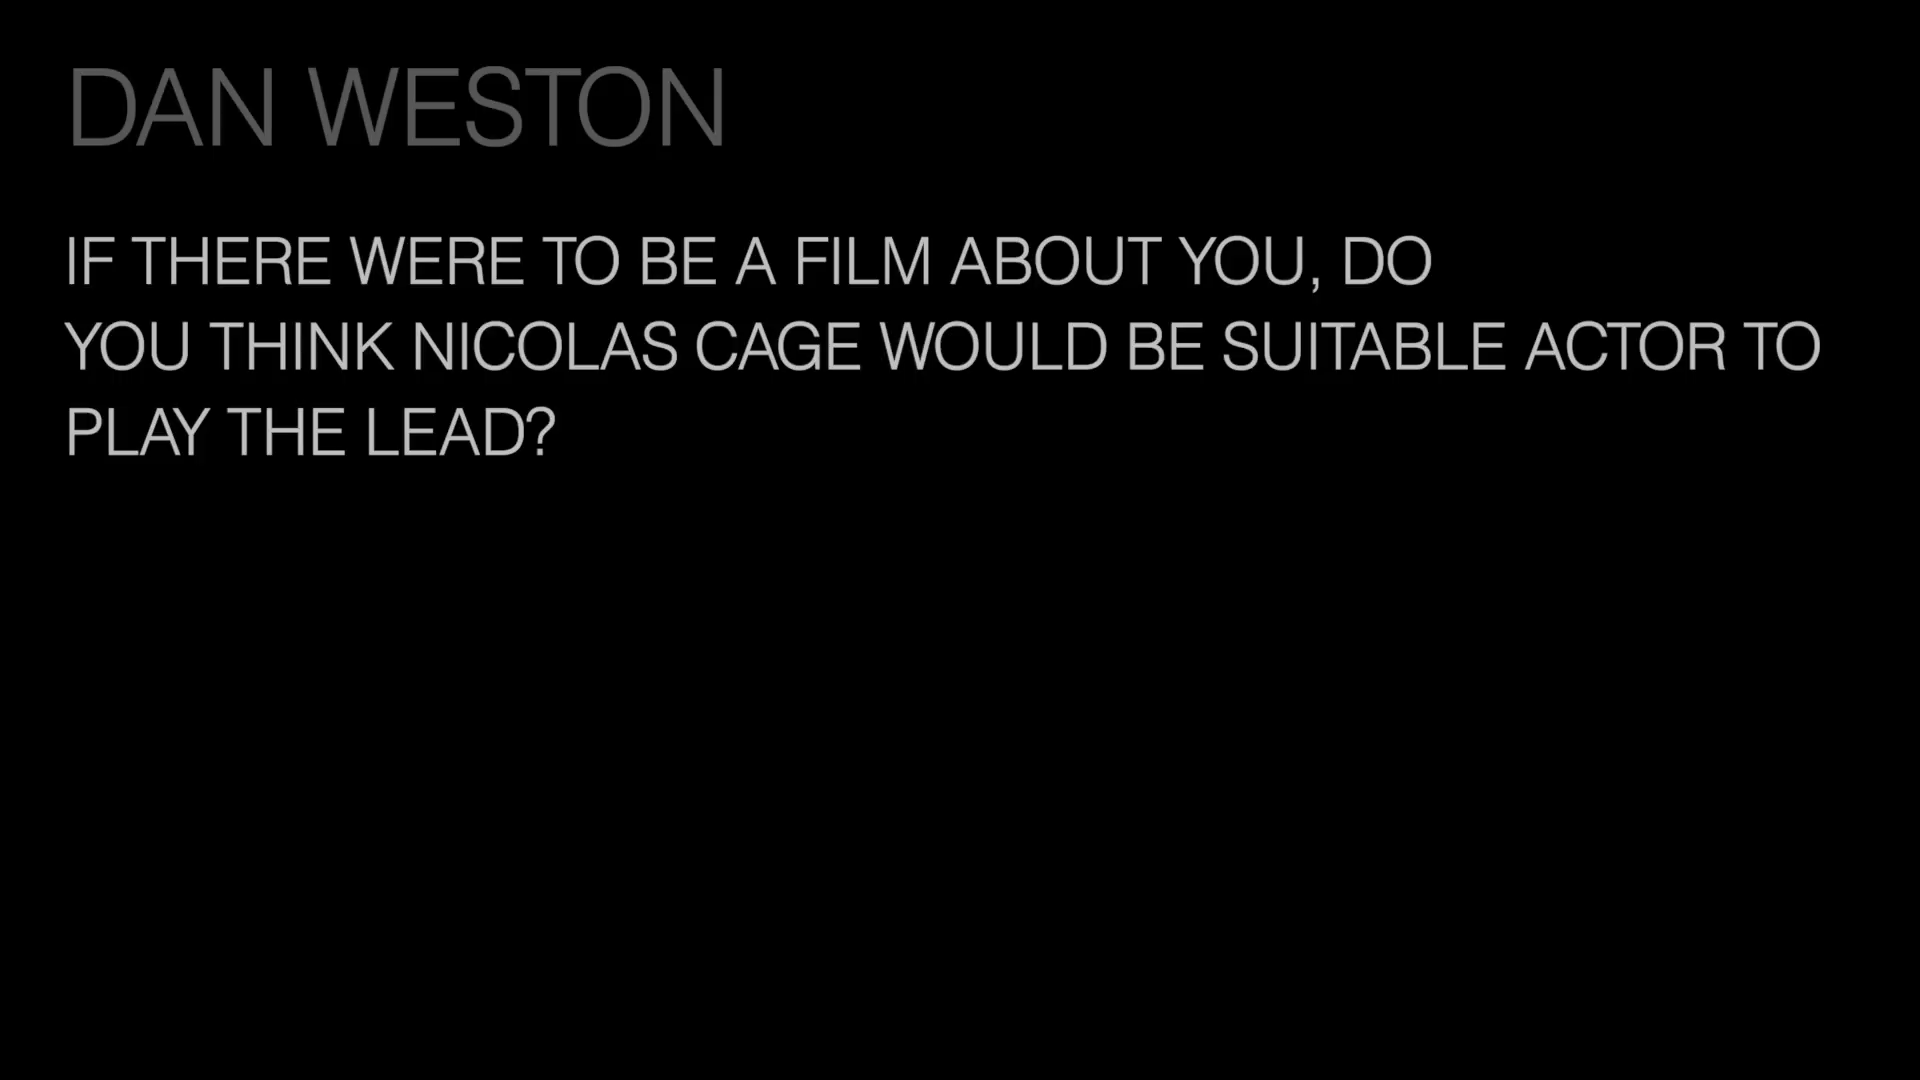 DAN WESTON
IF THERE WERE TO BE A FILM ABOUT YOU, DO
YOU THINK NICOLAS CAGE WOULD BE SUITABLE ACTOR TO
PLAY THE LEAD?